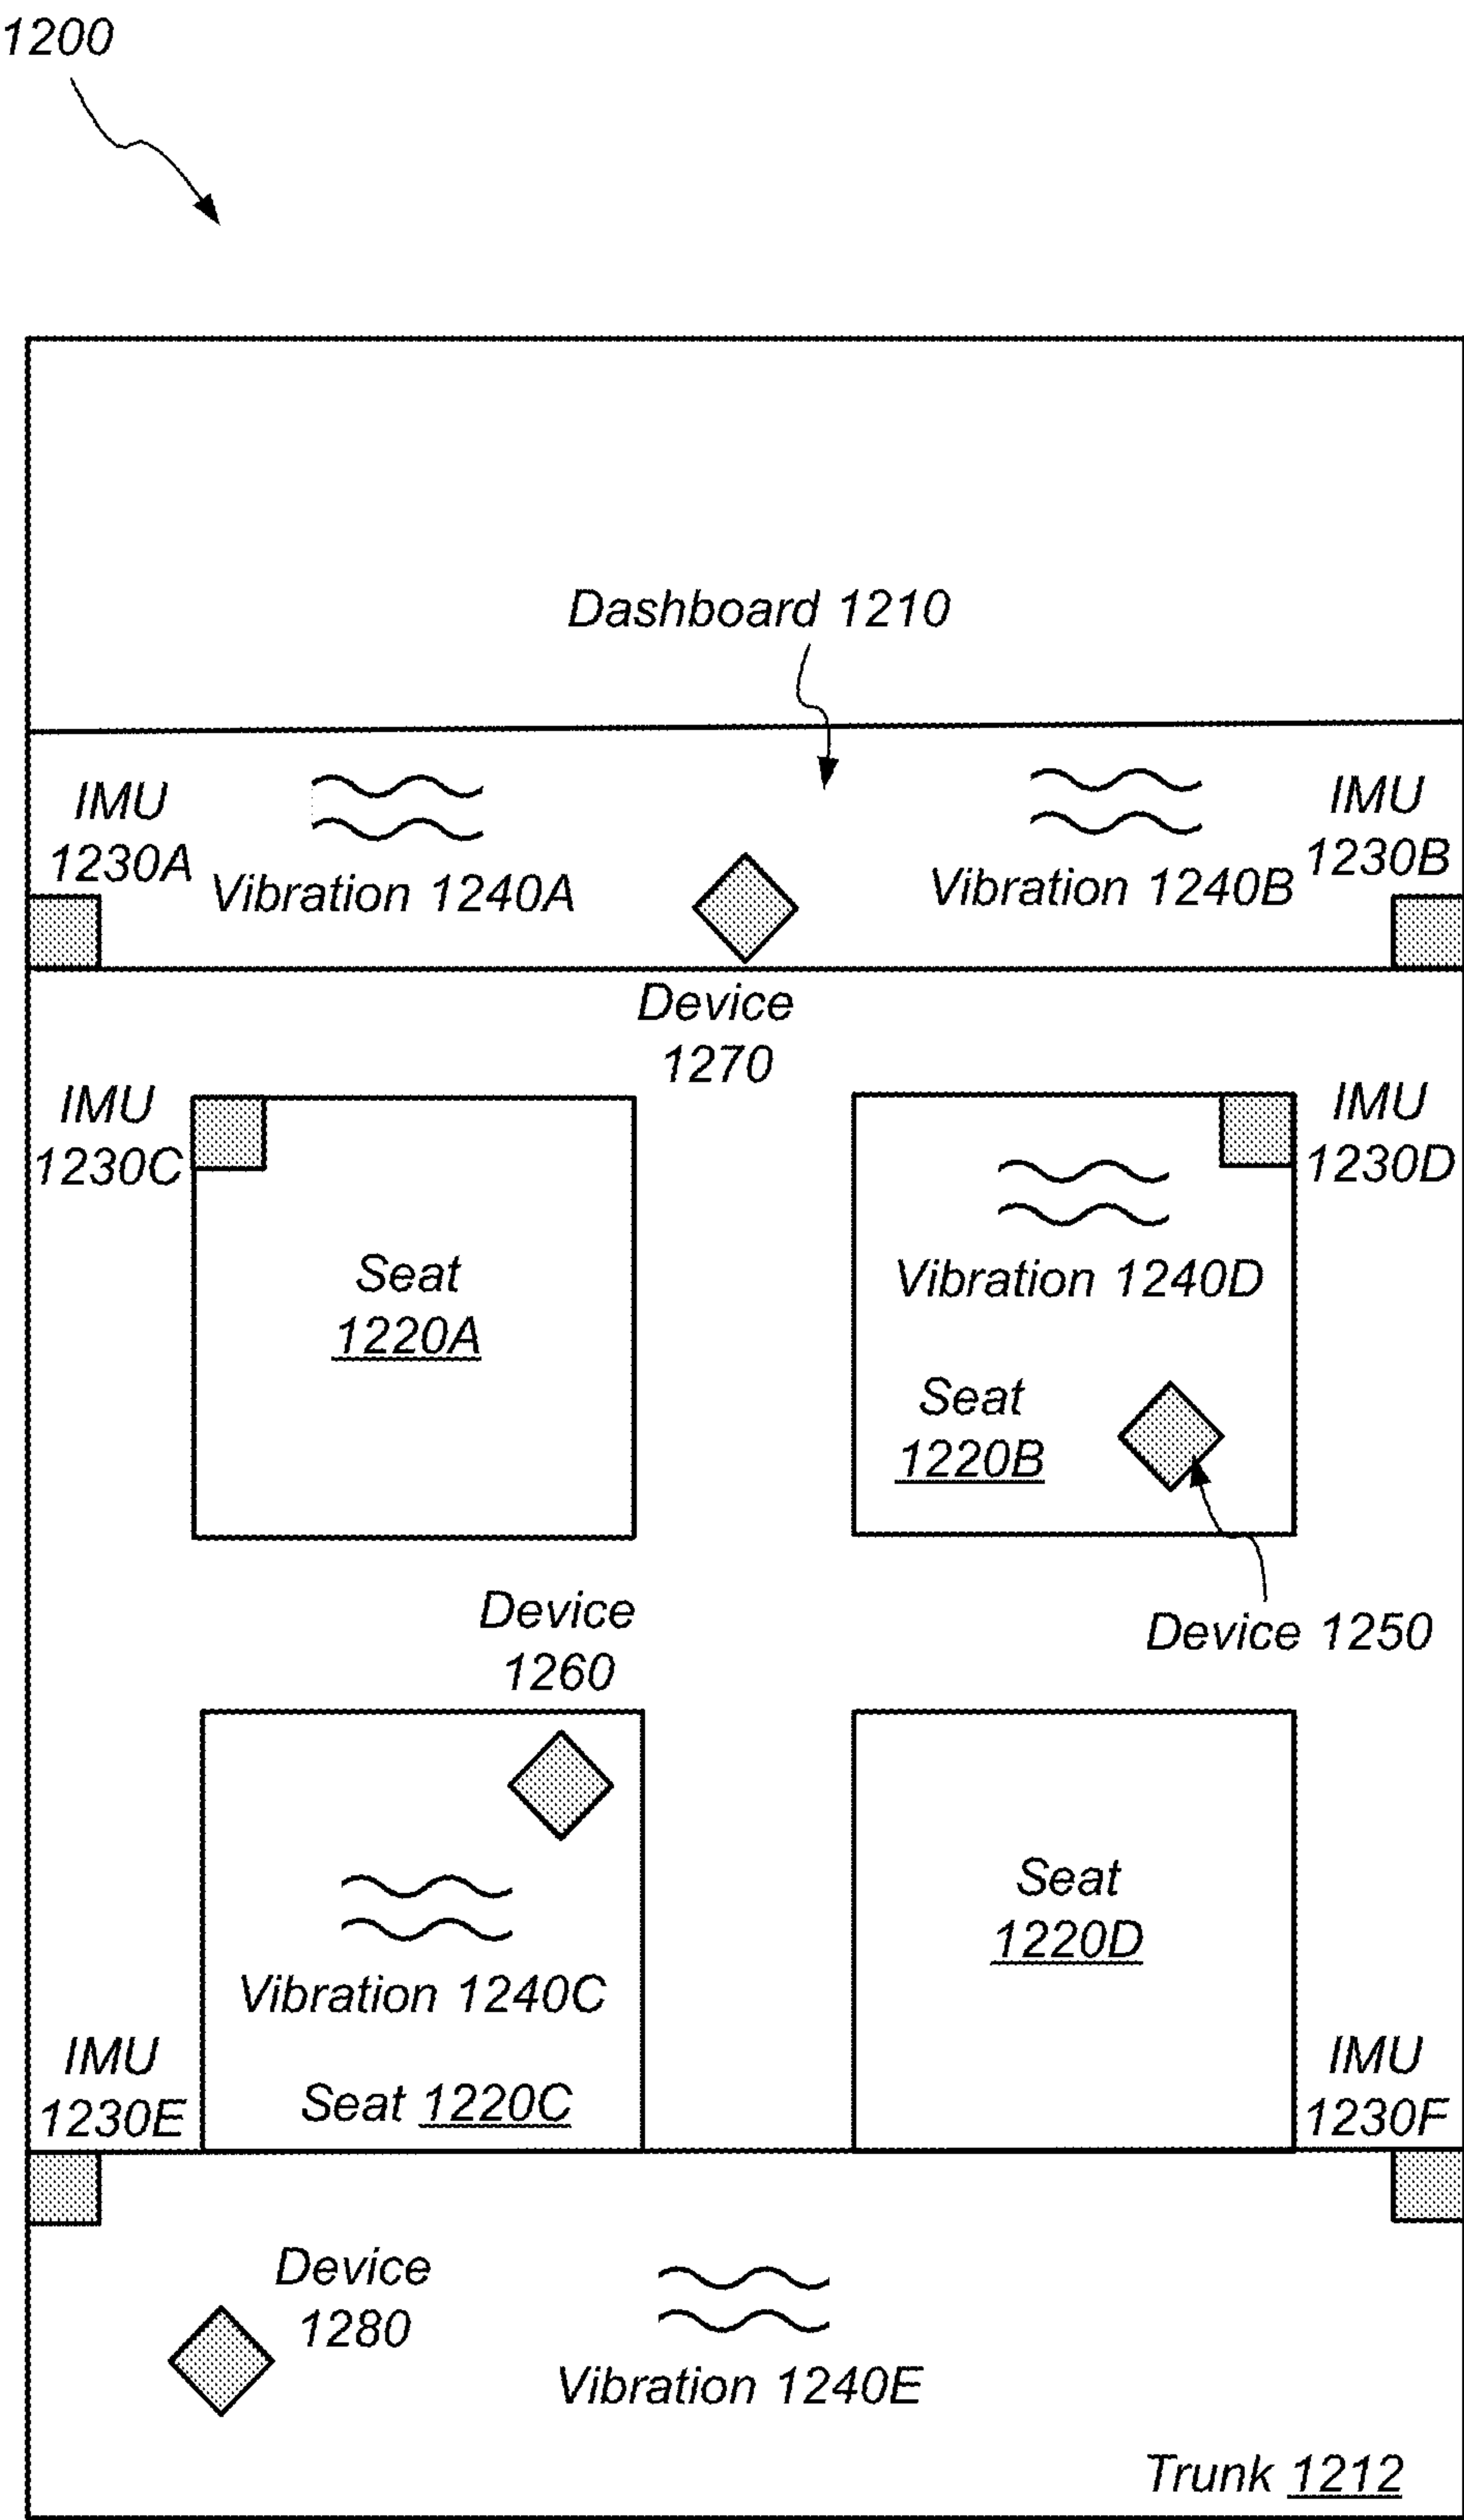 1200
Dashboard 1210
IMU
1230A
Vibration 1240A
Vibration 1240B
IMU
1230B
Device
1270
IMU
1230C
Seat
1220A
Vibration 1240D
Seat
1220B
IMU
1230D
Device 1250
Device
1260
Vibration 1240C
Seat 1220C
Seat
1220D
IMU
1230E
IMU
1230F
Device
1280
Vibration 1240E
Trunk 1212